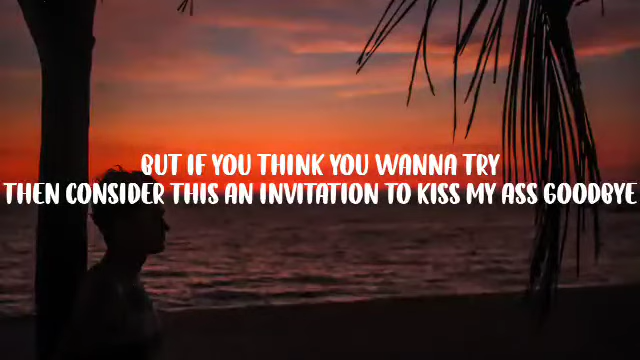 BUT IF YOU THINK YOU WANNA TRY
THEN CONSIDER THIS AN INVITATION TO KISS MY ASS GOODBYE